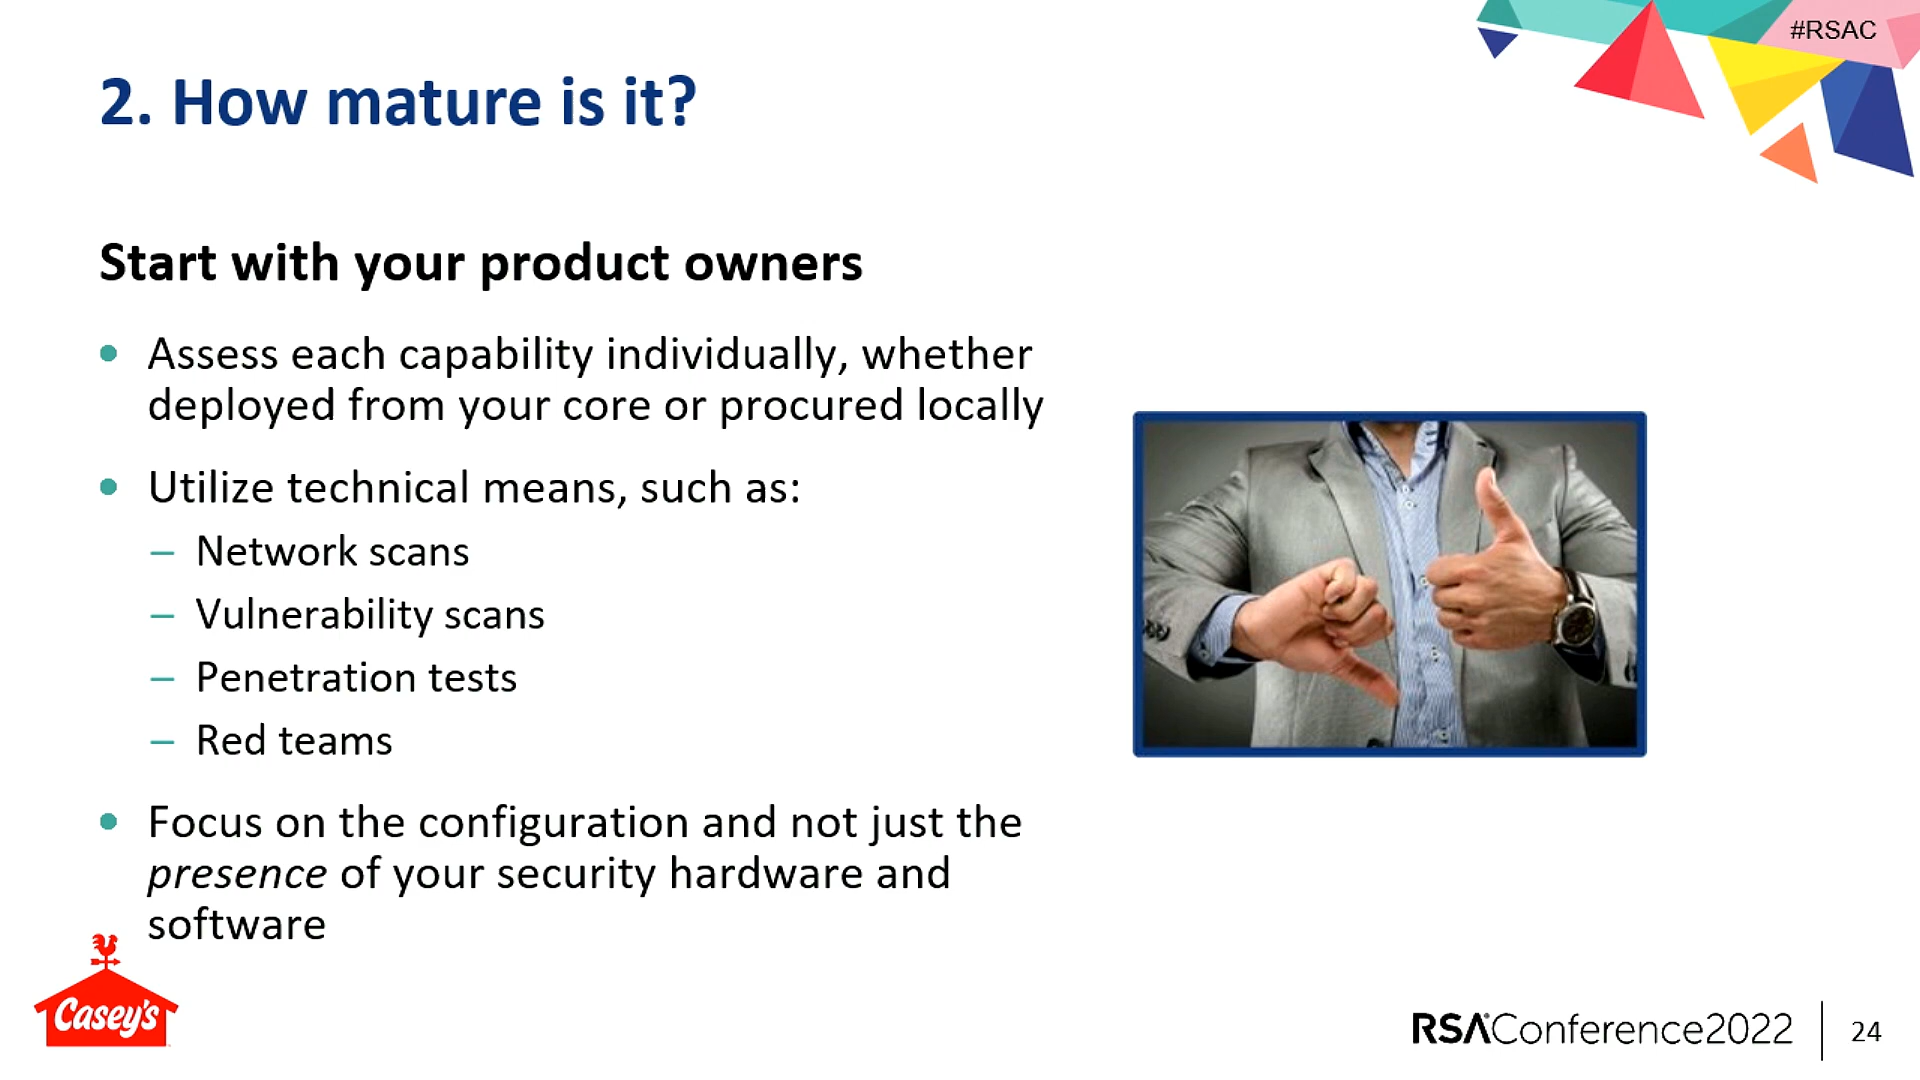 #RSAC
2. How mature is it?
Start with your product owners
• Assess each capability individually, whether
deployed from your core or procured locally
• Utilize technical means, such as:
– Network scans
– Vulnerability scans
– Penetration tests
– Red teams
• Focus on the configuration and not just the
presence of your security hardware and
software
Casey's
RSA Conference2022
24